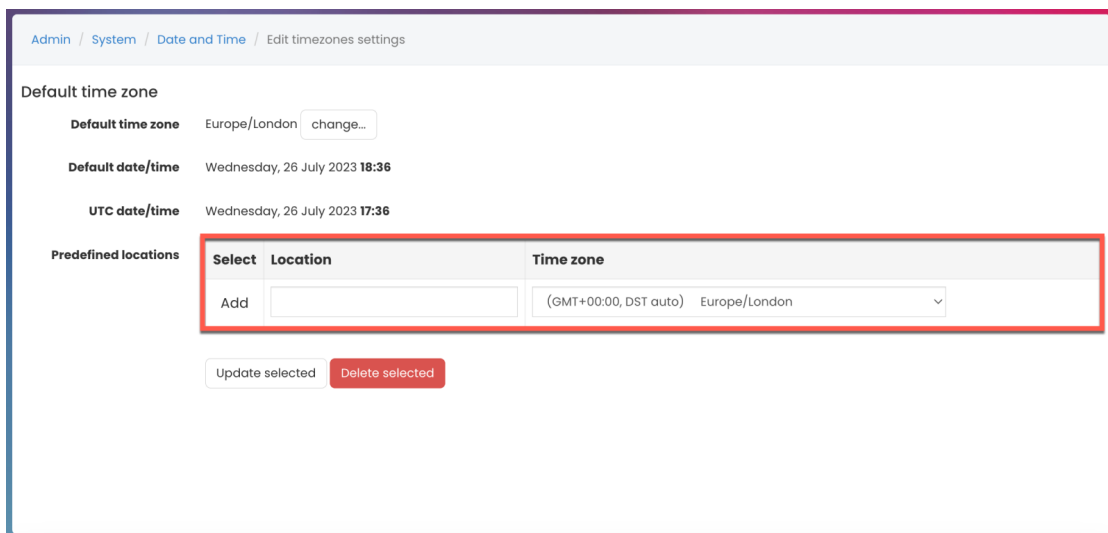 Admin / System / Date and Time / Edit timezones settings
Default time zone
Default time zone Europe/London change...
Default date/time Wednesday, 26 July 2023 18:36
UTC date/time Wednesday, 26 July 2023 17:36
Predefined locations Select Location Time zone
Add (GMT+00:00, DST auto) Europe/London
Update selected Delete selected